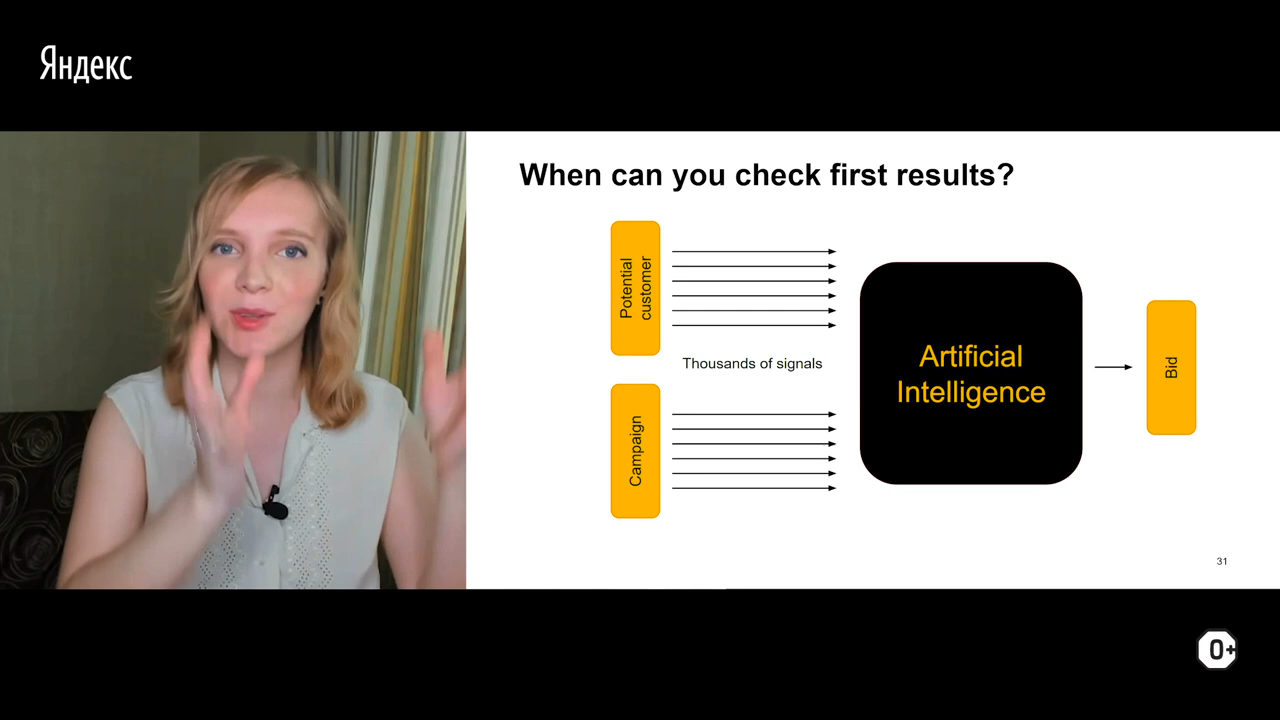 Яндекс
When can you check first results?
Potential
customer
Thousands of signals
Campaign
Artificial
Intelligence
Bid
31
0+